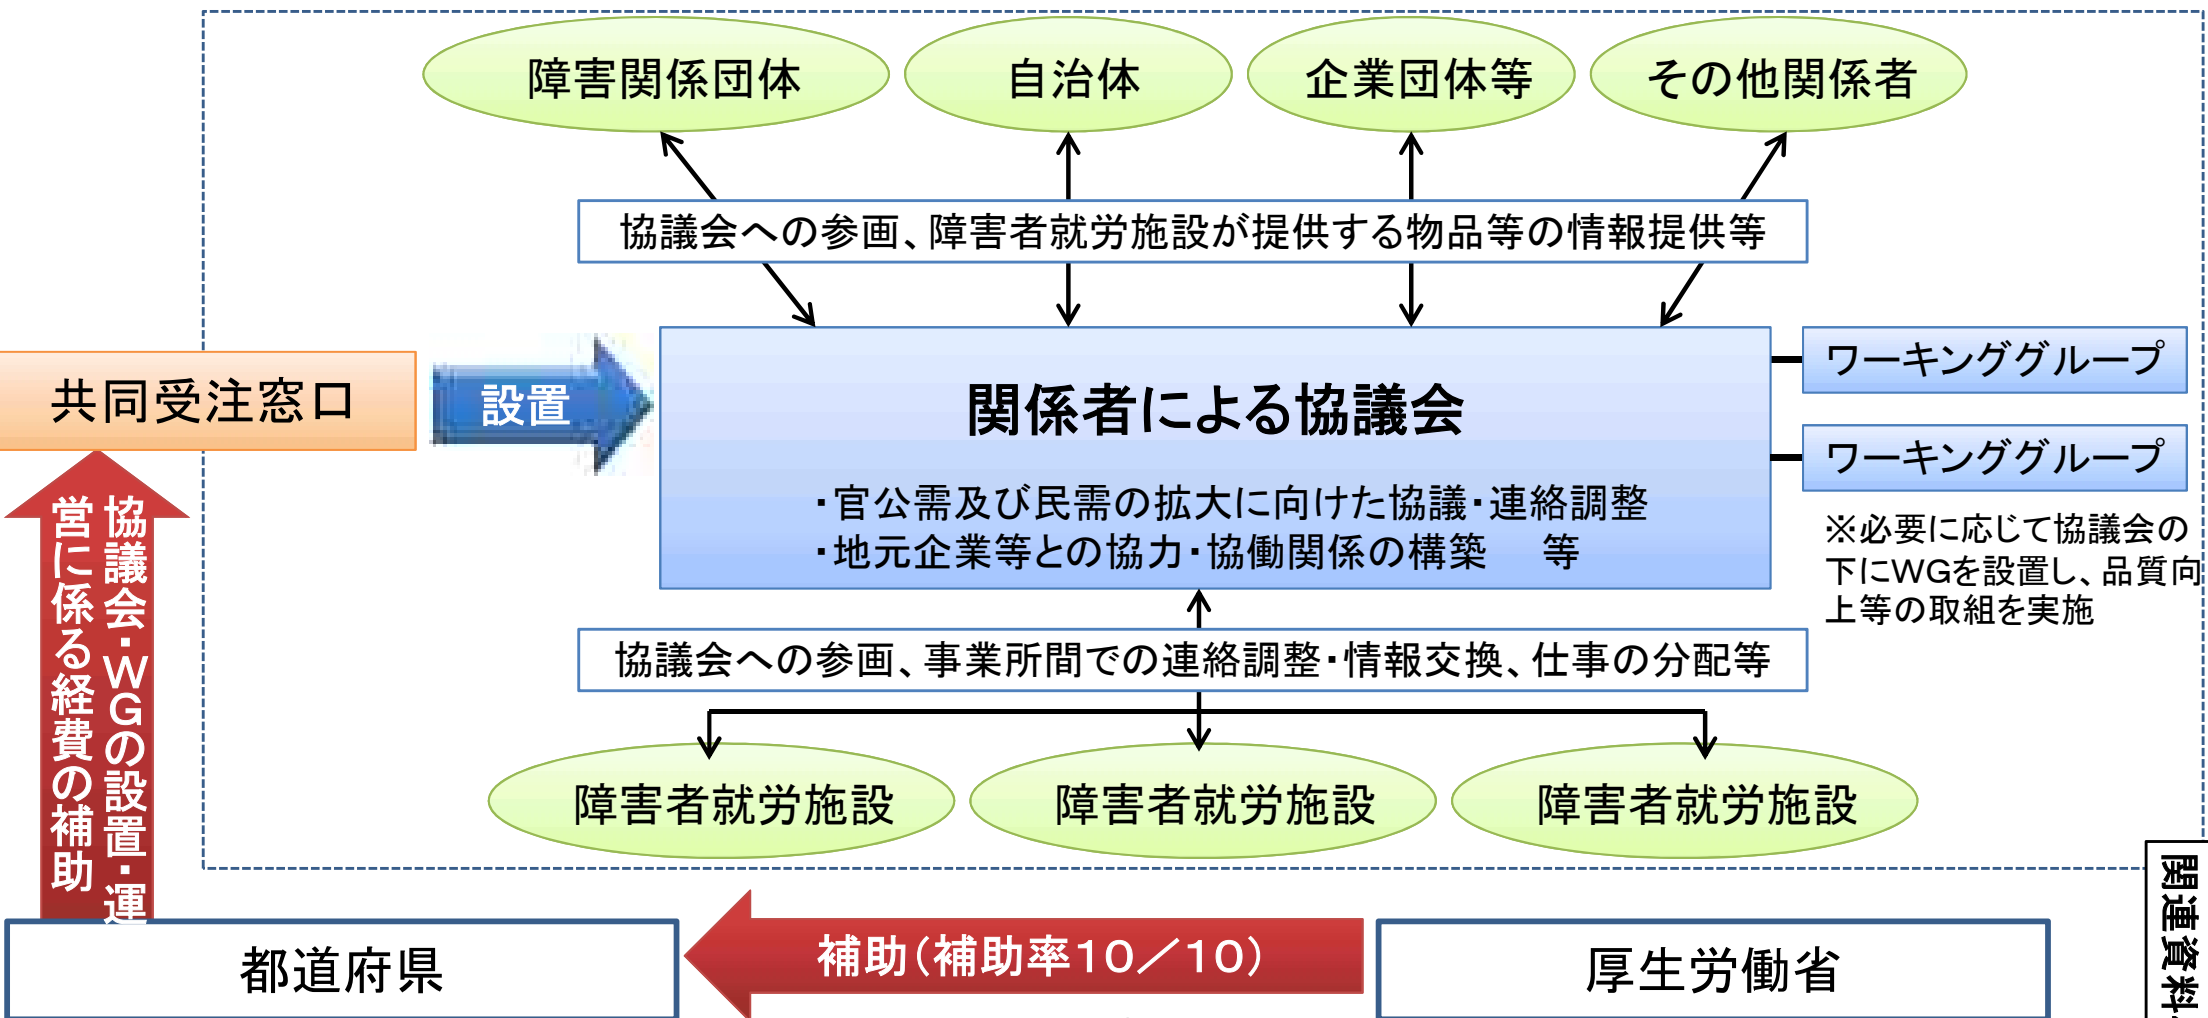 障害関係団体
自治体
企業団体等
その他関係者
協議会への参画、障害者就労施設が提供する物品等の情報提供等
共同受注窓口
設置
関係者による協議会
・官公需及び民需の拡大に向けた協議・連絡調整
・地元企業等との協力・協働関係の構築　等
ワーキンググループ
ワーキンググループ
※必要に応じて協議会の
下にWGを設置し、品質向
上等の取組を実施
協議会・WGの設置・運
営に係る経費の補助
協議会への参画、事業所間での連絡調整・情報交換、仕事の分配等
障害者就労施設
障害者就労施設
障害者就労施設
都道府県
補助（補助率１０／１０）
厚生労働省
関連資料